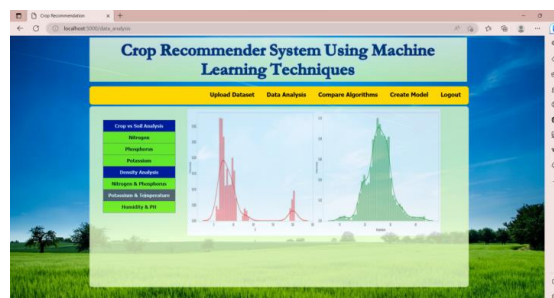 Crop Recommendation
localhost:5000/data_analysis
Crop Recommender System Using Machine
Learning Techniques
Upload Dataset Data Analysis Compare Algorithms Create Model Logout
Crop vs Soil Analysis
Nitrogen
Phosphorus
Potassium
Density Analysis
Nitrogen & Phosphorus
Potassium & Temperature
Humidity & PH